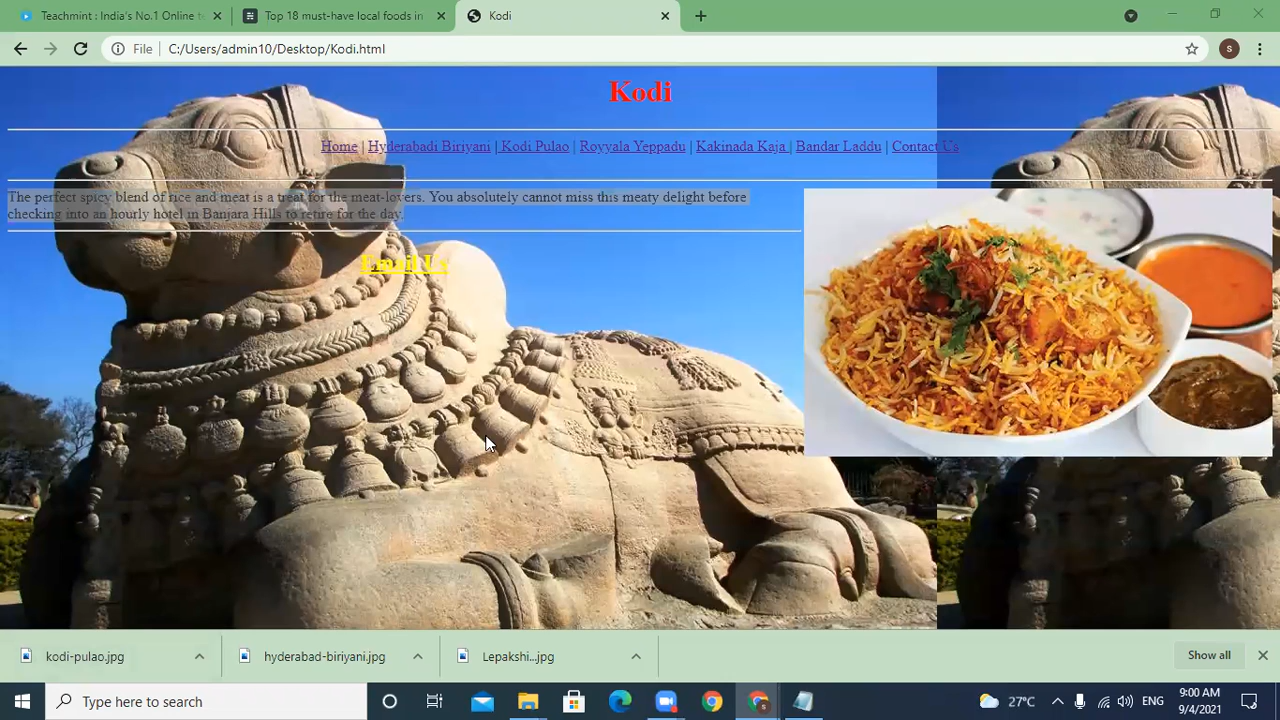 Teachmint : India's No.1 Online te
Top 18 must-have local foods in
Kodi
File
C:/Users/admin10/Desktop/Kodi.html
s
Kodi
Home | Hyderabadi Biriyani | Kodi Pulao | Royyala Yeppadu | Kakinada Kaja | Bandar Laddu | Contact Us
The perfect spicy blend of rice and meat is a treat for the meat-lovers. You absolutely cannot miss this meaty delight before
checking into an hourly hotel in Banjara Hills to retire for the day.
Email Us
kodi-pulao.jpg
hyderabad-biriyani.jpg
Lepakshi...jpg
Show all
Type here to search
27°C
ENG
9:00 AM
9/4/2021